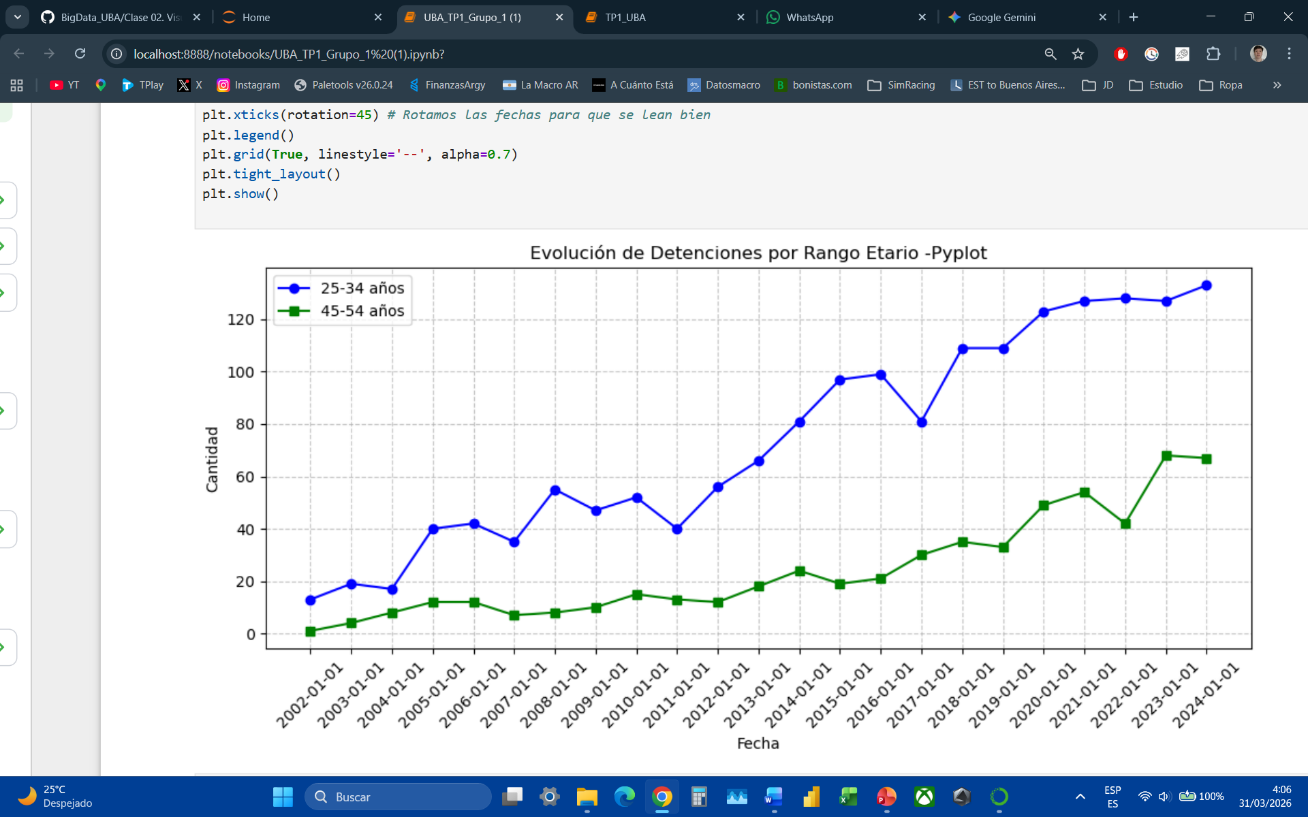 BigData_UBA/Clase 02. Vis
Home
UBA_TP1_Grupo_1 (1)
TP1_UBA
WhatsApp
Google Gemini
localhost:8888/notebooks/UBA_TP1_Grupo_1%20(1).ipynb?
YT
TPlay
X
Instagram
Paletools v26.0.24
FinanzasArgy
La Macro AR
A Cuánto Está
Datosmacro
bonistas.com
SimRacing
EST to Buenos Aires...
JD
Estudio
Ropa
plt.xticks(rotation=45) # Rotamos las fechas para que se lean bien
plt.legend()
plt.grid(True, linestyle='--', alpha=0.7)
plt.tight_layout()
plt.show()
Evolución de Detenciones por Rango Etario -Pyplot
25-34 años
45-54 años
120
100
80
60
40
20
0
Cantidad
2002-01-01
2003-01-01
2004-01-01
2005-01-01
2006-01-01
2007-01-01
2008-01-01
2009-01-01
2010-01-01
2011-01-01
2012-01-01
2013-01-01
2014-01-01
2015-01-01
2016-01-01
2017-01-01
2018-01-01
2019-01-01
2020-01-01
2021-01-01
2022-01-01
2023-01-01
2024-01-01
Fecha
25°C
Despejado
Buscar
ESP
ES
100%
4:06
31/03/2026